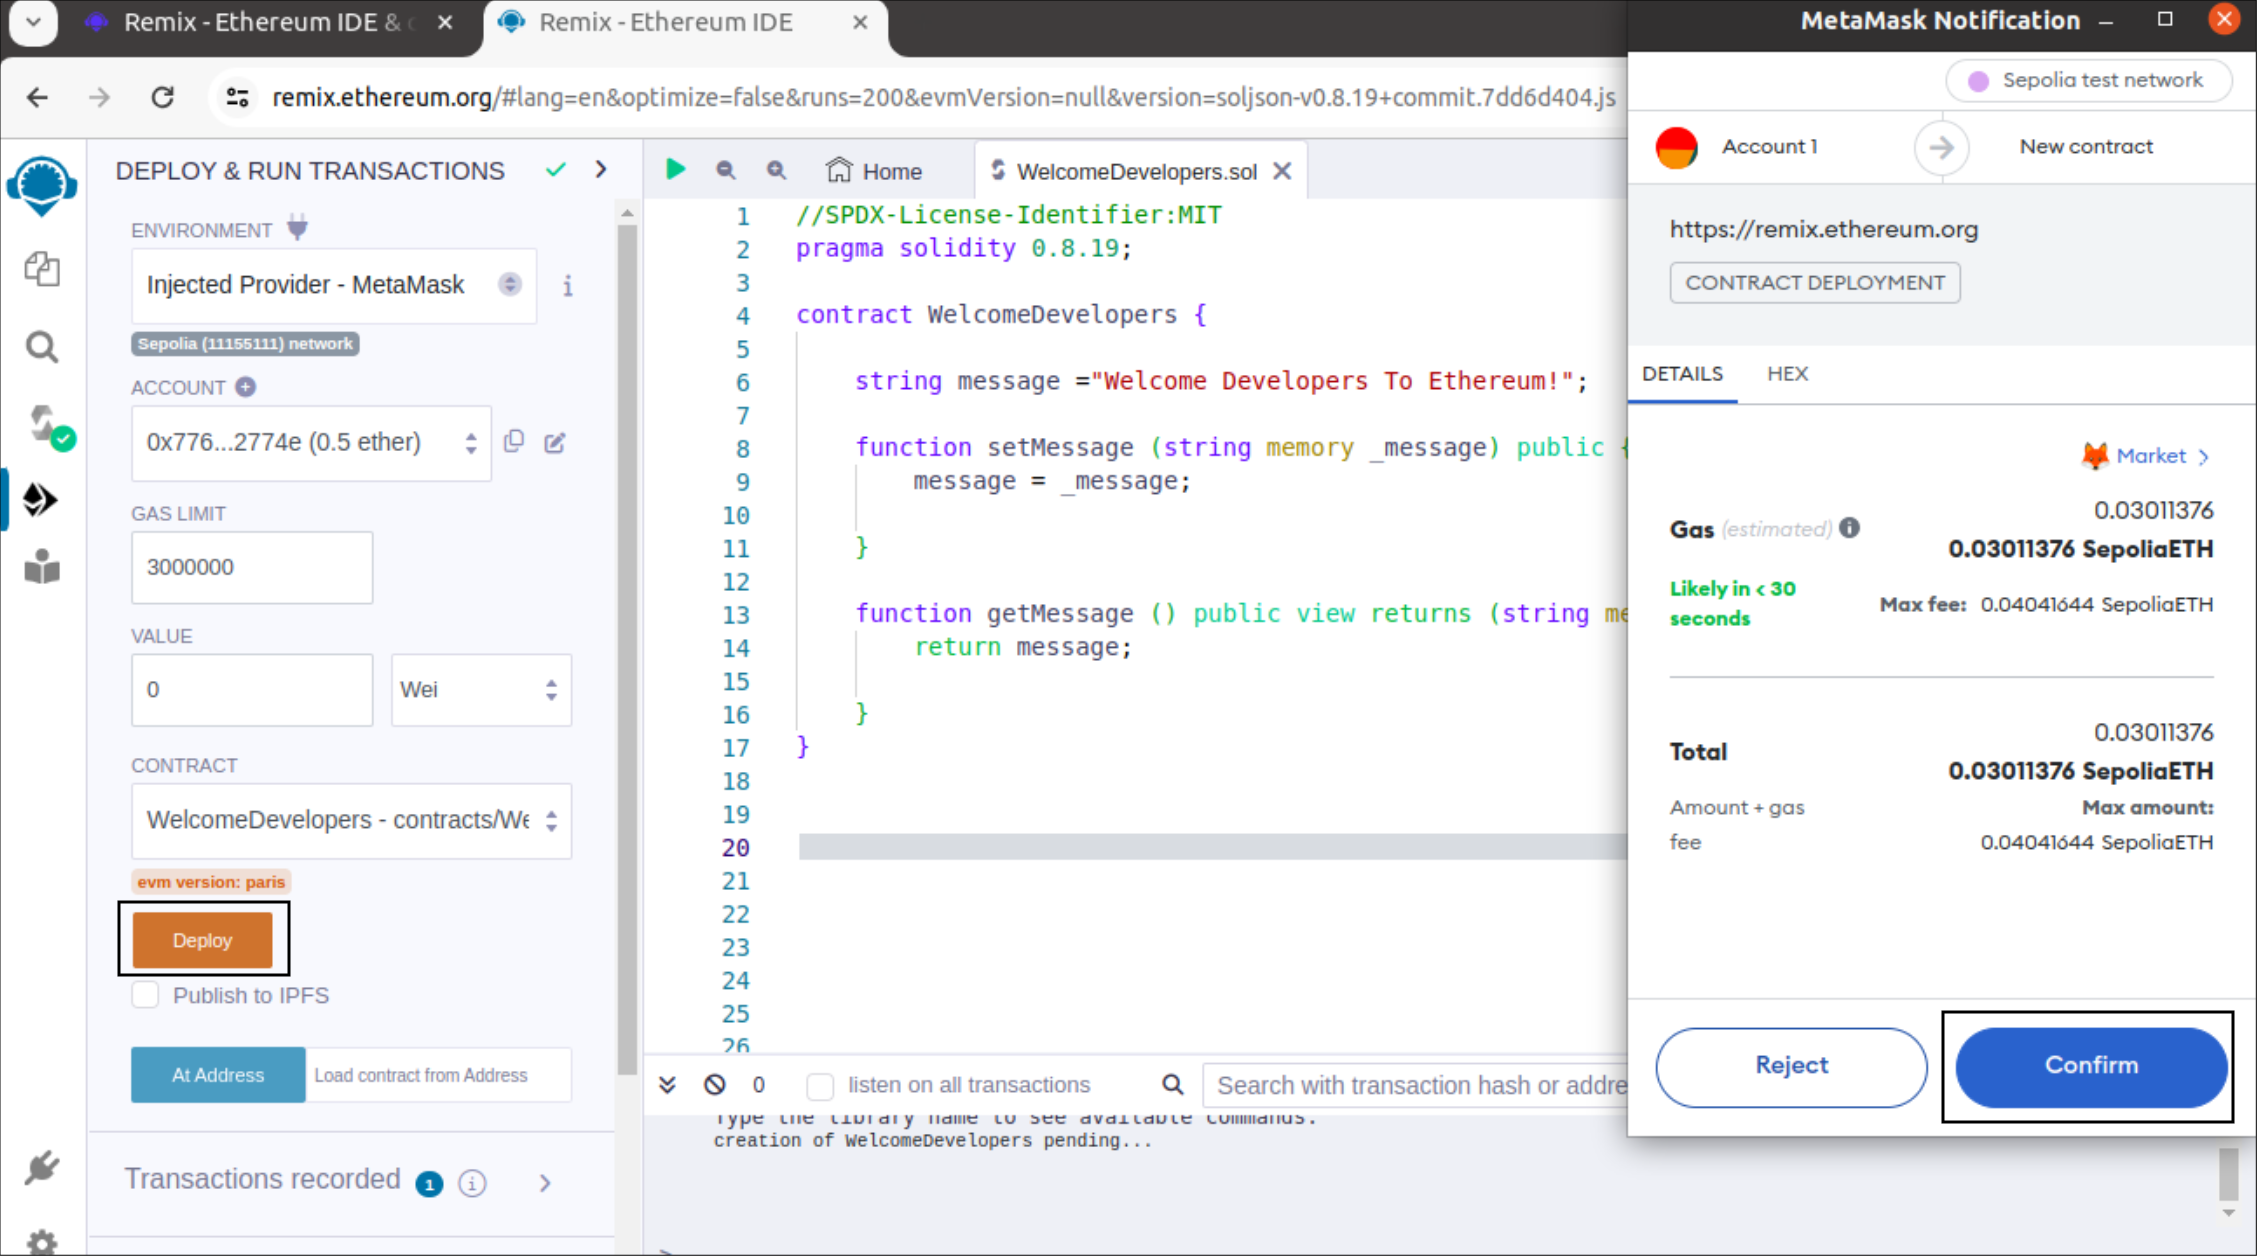 Remix - Ethereum IDE &
Remix - Ethereum IDE
MetaMask Notification
remix.ethereum.org/#lang=en&optimize=false&runs=200&evmVersion=null&version=soljson-v0.8.19+commit.7dd6d404.js
DEPLOY & RUN TRANSACTIONS
ENVIRONMENT
Injected Provider - MetaMask
i
Sepolia (11155111) network
ACCOUNT
0x776...2774e (0.5 ether)
GAS LIMIT
3000000
VALUE
0
Wei
CONTRACT
WelcomeDevelopers - contracts/We
evm version: paris
Deploy
Publish to IPFS
At Address
Load contract from Address
Transactions recorded 1 i
Home
WelcomeDevelopers.sol
1 //SPDX-License-Identifier:MIT
2 pragma solidity 0.8.19;
3
4 contract WelcomeDevelopers {
5
6 string message ="Welcome Developers To Ethereum!";
7
8 function setMessage (string memory _message) public {
9 message = _message;
10
11 }
12
13 function getMessage () public view returns (string me
14 return message;
15
16 }
17 }
18
19
20
21
22
23
24
25
26
0
listen on all transactions
Search with transaction hash or addre
Type the library name to see available commands.
creation of WelcomeDevelopers pending...
>
Sepolia test network
Account 1
New contract
https://remix.ethereum.org
CONTRACT DEPLOYMENT
DETAILS
HEX
Market >
0.03011376
Gas (estimated) i
0.03011376 SepoliaETH
Likely in < 30
seconds
Max fee: 0.04041644 SepoliaETH
0.03011376
Total
0.03011376 SepoliaETH
Amount + gas
fee
Max amount:
0.04041644 SepoliaETH
Reject
Confirm